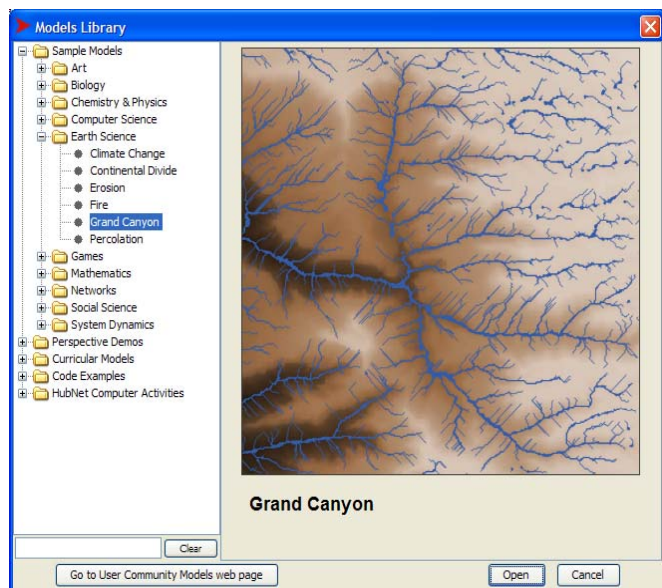 Models Library
Sample Models
Art
Biology
Chemistry & Physics
Computer Science
Earth Science
Climate Change
Continental Divide
Erosion
Fire
Grand Canyon
Percolation
Games
Mathematics
Networks
Social Science
System Dynamics
Perspective Demos
Curricular Models
Code Examples
HubNet Computer Activities
Grand Canyon
Clear
Go to User Community Models web page
Open
Cancel